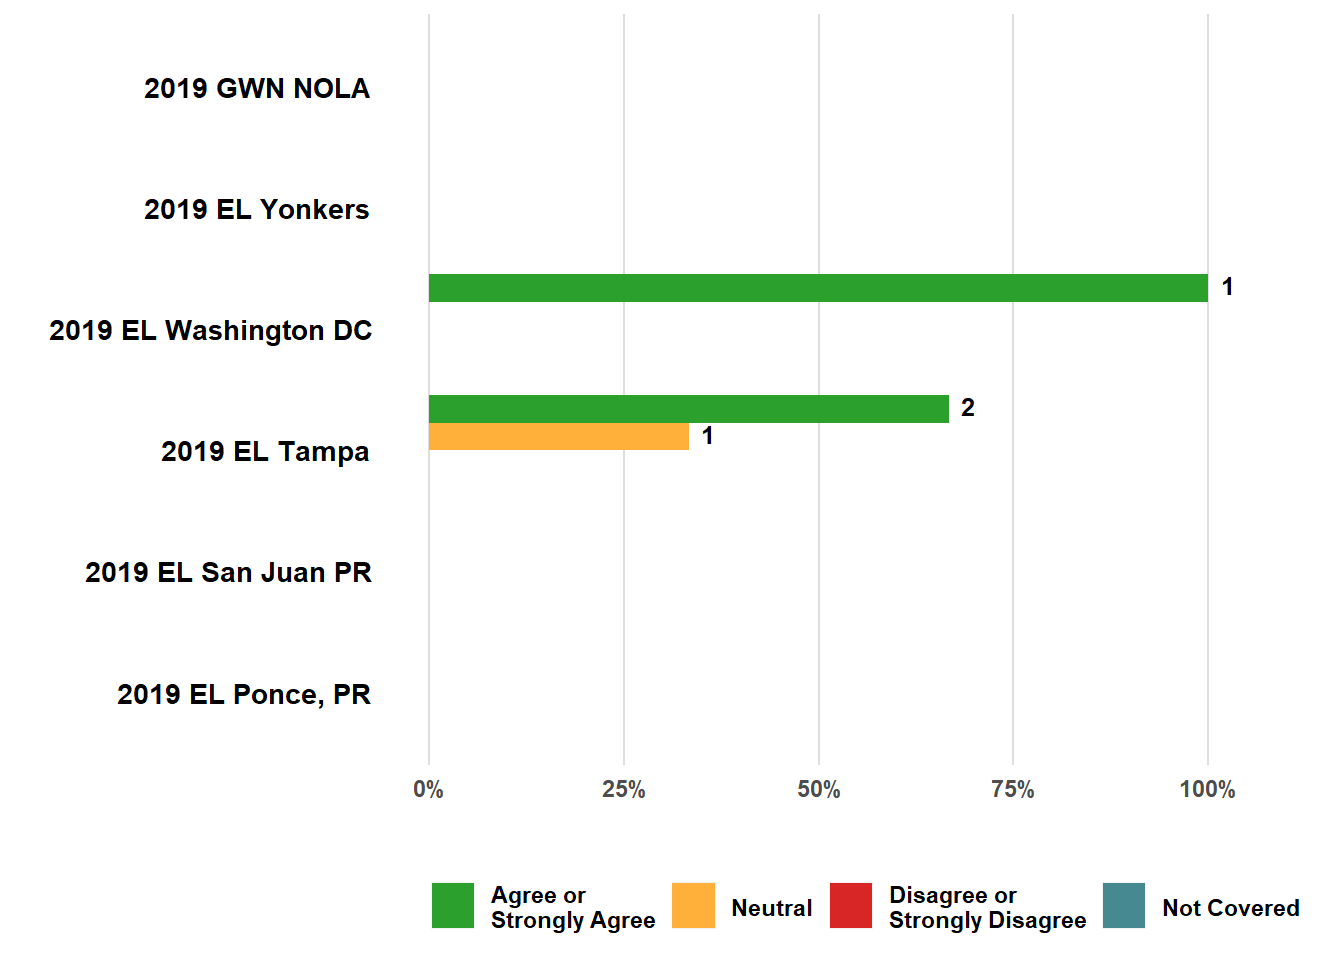 2019 GWN NOLA
2019 EL Yonkers
1
2019 EL Washington DC
2
1
2019 EL Tampa
2019 EL San Juan PR
2019 EL Ponce, PR
0% 25% 50% 75% 100%
Agree or
Strongly Agree
Neutral
Disagree or
Strongly Disagree
Not Covered